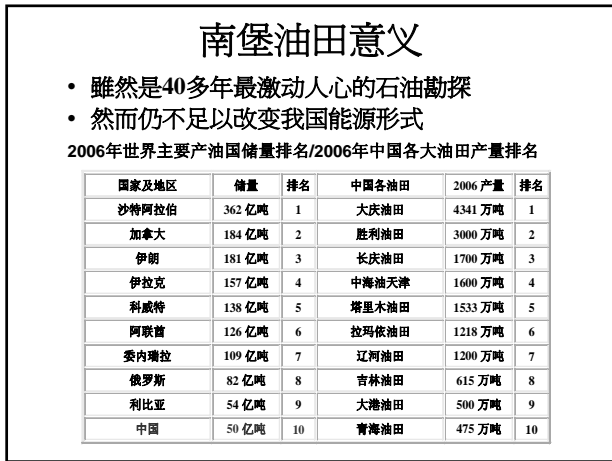 南堡油田意义
• 雖然是40多年最激动人心的石油勘探
• 然而仍不足以改变我国能源形式
2006年世界主要产油国储量排名/2006年中国各大油田产量排名
国家及地区 储量 排名 中国各油田 2006 产量 排名
沙特阿拉伯 362 亿吨 1 大庆油田 4341 万吨 1
加拿大 184 亿吨 2 胜利油田 3000 万吨 2
伊朗 181 亿吨 3 长庆油田 1700 万吨 3
伊拉克 157 亿吨 4 中海油天津 1600 万吨 4
科威特 138 亿吨 5 塔里木油田 1533 万吨 5
阿联酋 126 亿吨 6 拉玛依油田 1218 万吨 6
委内瑞拉 109 亿吨 7 辽河油田 1200 万吨 7
俄罗斯 82 亿吨 8 吉林油田 615 万吨 8
利比亚 54 亿吨 9 大港油田 500 万吨 9
中国 50 亿吨 10 青海油田 475 万吨 10